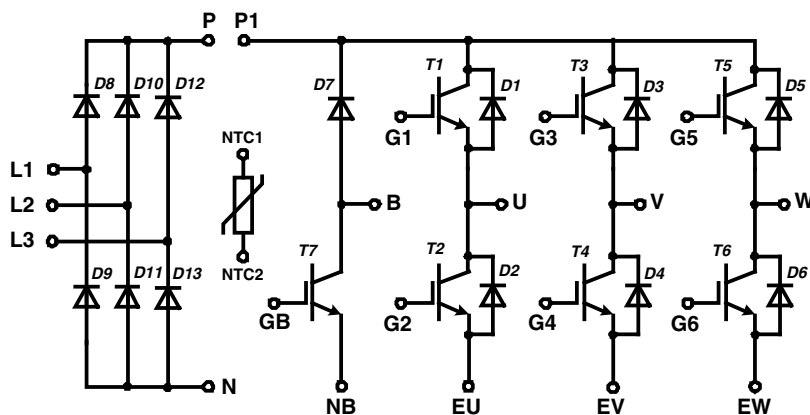 P P1
T1 T3 T5
D8 D10 D12 D7 D1 D3 D5
G1 G3 G5
NTC1
L1
L2 B U V W
L3
T7 T2 T4 T6
NTC2
D9 D11 D13 D2 D4 D6
GB G2 G4 G6
N
NB EU EV EW